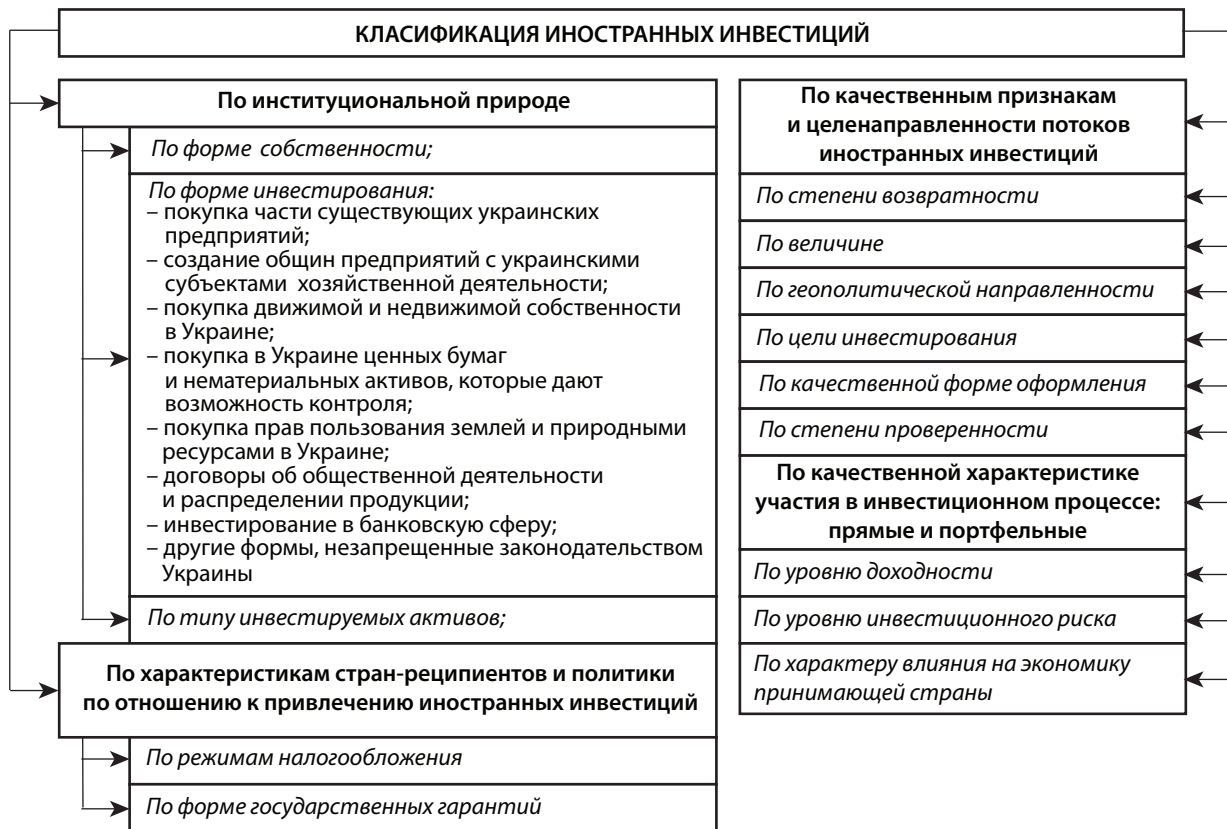 КЛАСИФИКАЦИЯ ИНОСТРАННЫХ ИНВЕСТИЦИЙ
По институциональной природе
По форме собственности;
По форме инвестирования:
– покупка части существующих украинских
предприятий;
– создание общин предприятий с украинскими
субъектами хозяйственной деятельности;
– покупка движимой и недвижимой собственности
в Украине;
– покупка в Украине ценных бумаг
и нематериальных активов, которые дают
возможность контроля;
– покупка прав пользования землей и природными
ресурсами в Украине;
– договоры об общественной деятельности
и распределении продукции;
– инвестирование в банковскую сферу;
– другие формы, незапрещенные законодательством
Украины
По типу инвестируемых активов;
По характеристикам стран-реципиентов и политики
по отношению к привлечению иностранных инвестиций
По режимам налогообложения
По форме государственных гарантий
По качественным признакам
и целенаправленности потоков
иностранных инвестиций
По степени возвратности
По величине
По геополитической направленности
По цели инвестирования
По качественной форме оформления
По степени проверенности
По качественной характеристике
участия в инвестиционном процессе:
прямые и портфельные
По уровню доходности
По уровню инвестиционного риска
По характеру влияния на экономику
принимающей страны